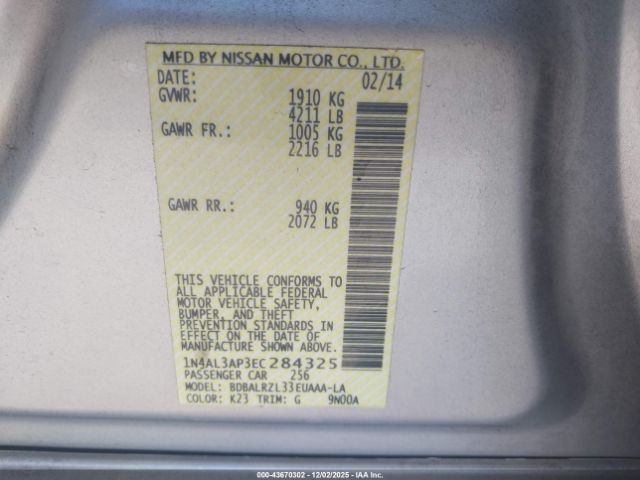 MFD BY NISSAN MOTOR CO., LTD.
DATE: 02/14
GVWR: 1910 KG
4211 LB
GAWR FR.: 1005 KG
2216 LB
GAWR RR.: 940 KG
2072 LB
THIS VEHICLE CONFORMS TO
ALL APPLICABLE FEDERAL
MOTOR VEHICLE SAFETY,
BUMPER, AND THEFT
PREVENTION STANDARDS IN
EFFECT ON THE DATE OF
MANUFACTURE SHOWN ABOVE.
1N4AL3AP3EC284325
PASSENGER CAR 256
MODEL: BDBALRZL33EUAAA-LA
COLOR: K23 TRIM: G 9N00A
000-43670302 - 12/02/2025 - IAA Inc.